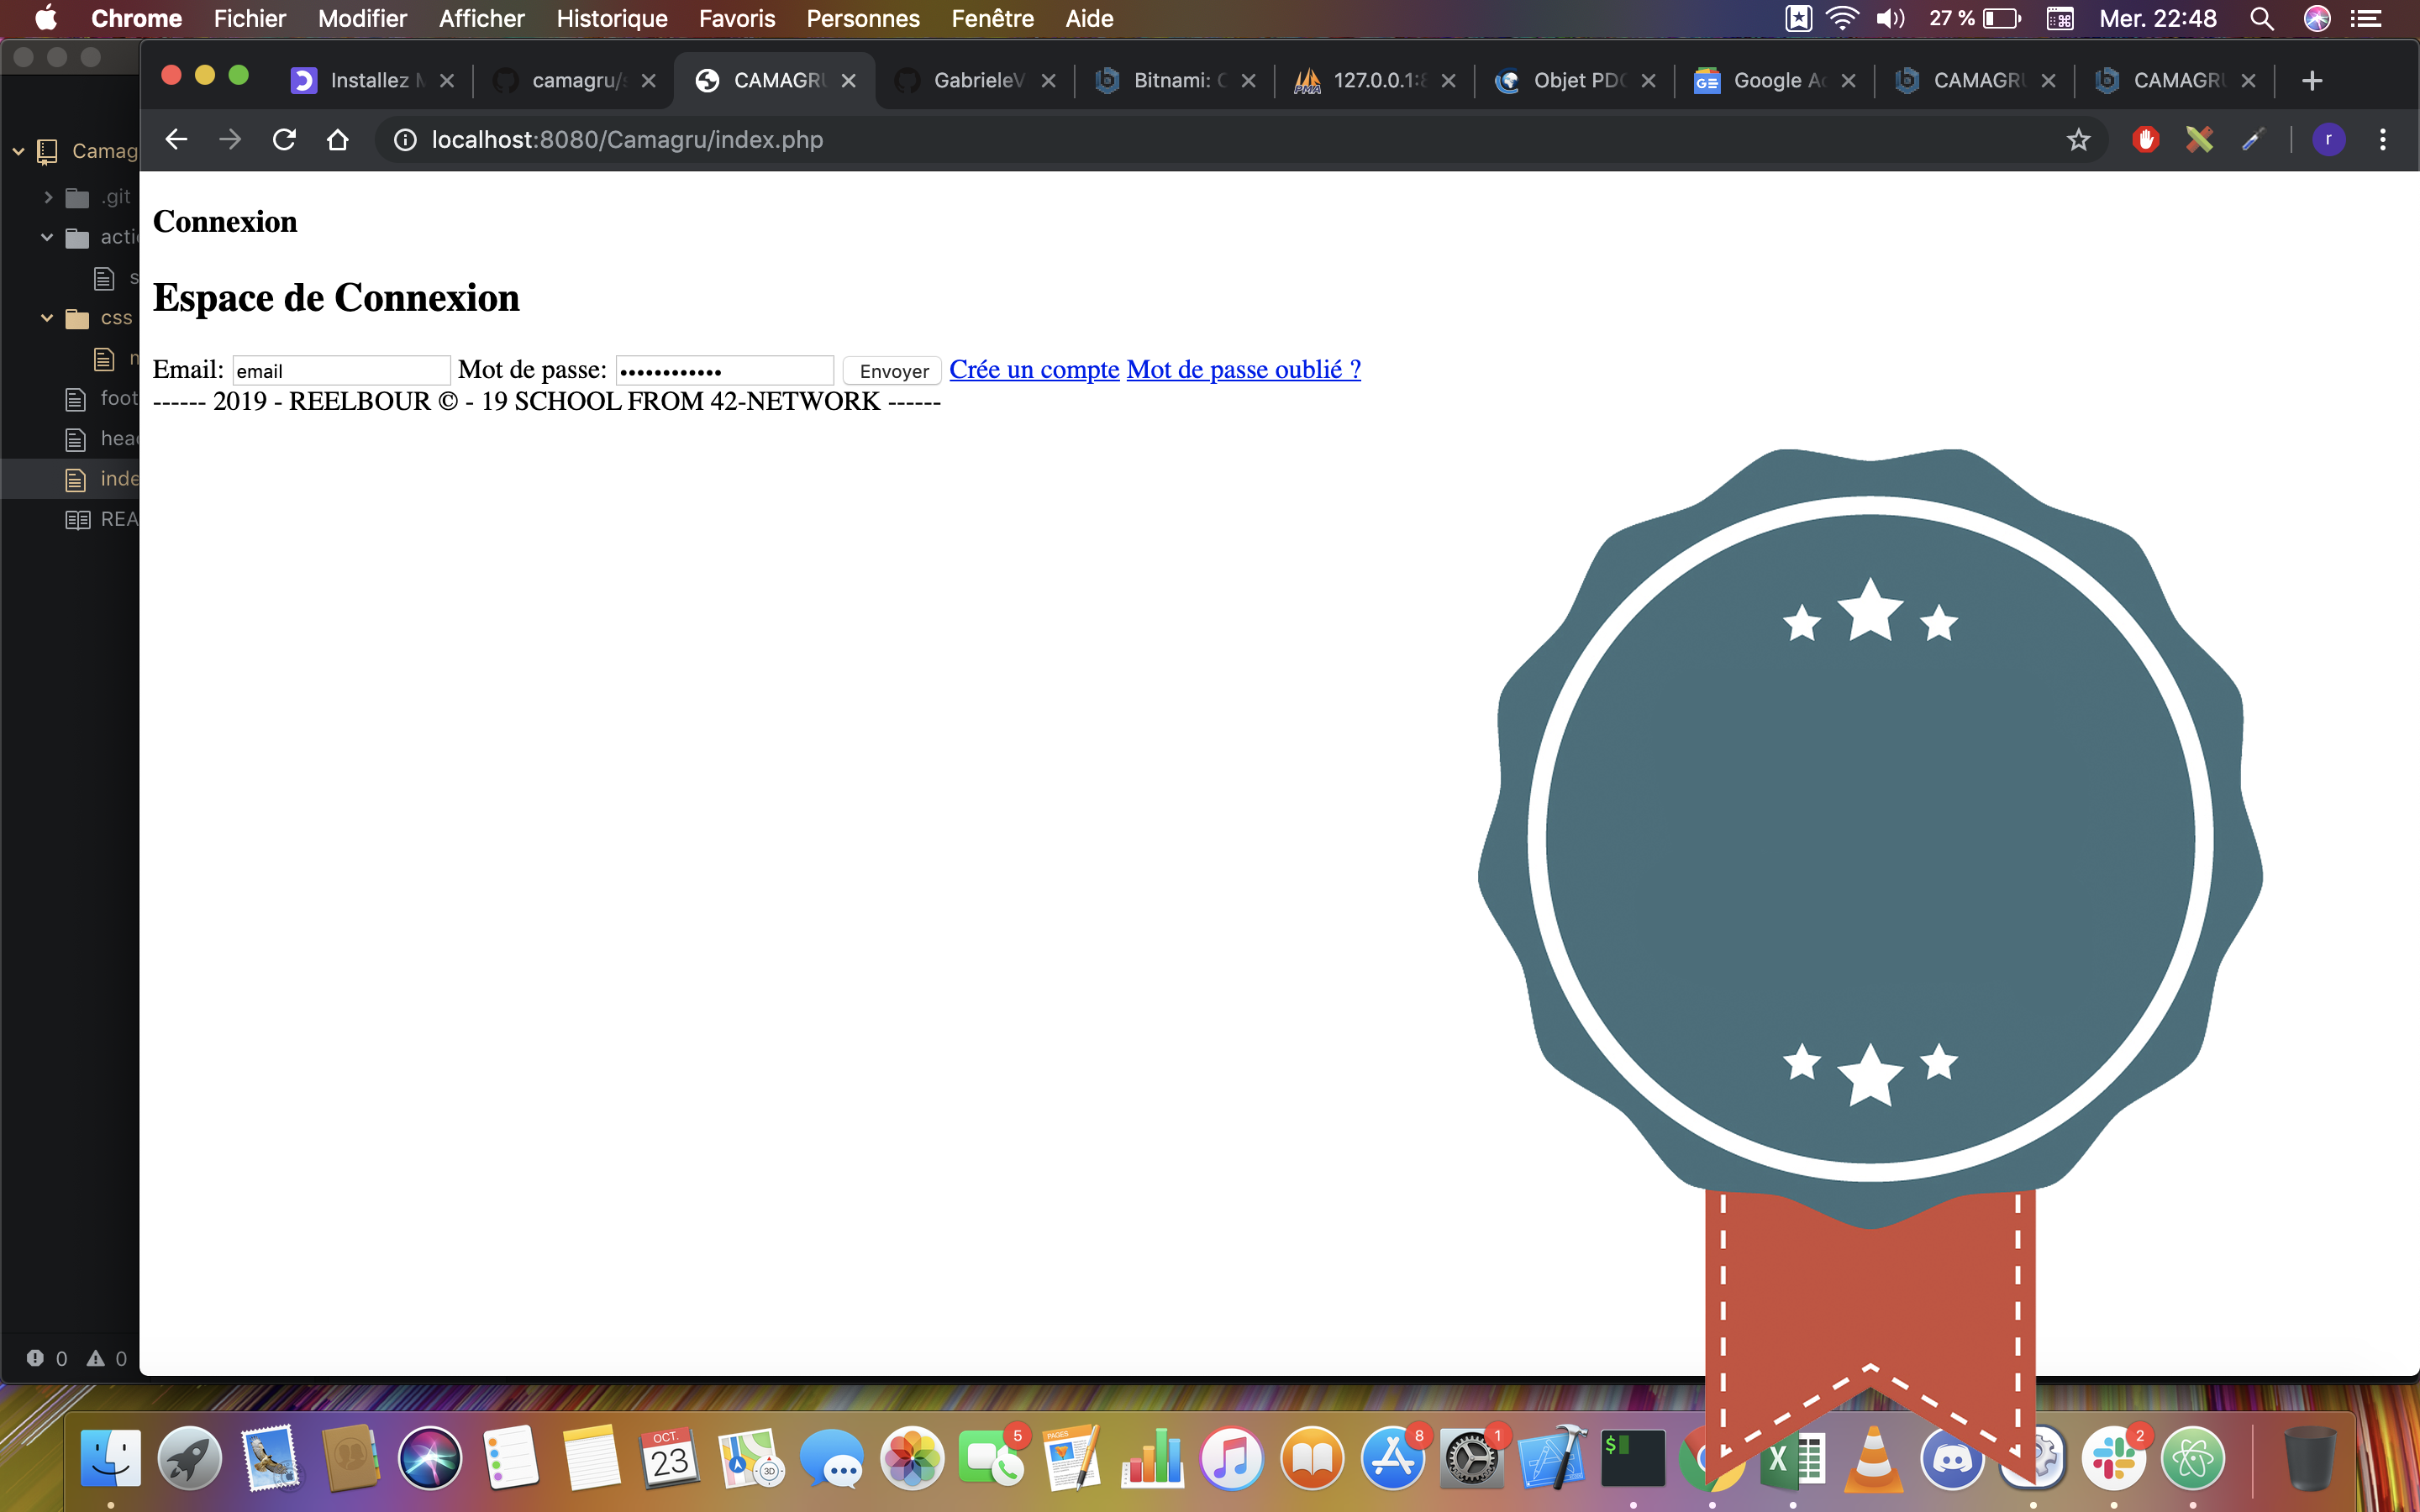 Chrome Fichier Modifier Afficher Historique Favoris Personnes Fenêtre Aide 27 % Mer. 22:48
Installez camagru/ CAMAGRU GabrieleV Bitnami: 127.0.0.1: Objet PDO Google CAMAGRU CAMAGRU
localhost:8080/Camagru/index.php r
Camag
.git
acti
s
css
foot
head
inde
REA
Connexion
Espace de Connexion
Email: email Mot de passe: •••••••••••• Envoyer Crée un compte Mot de passe oublié ?
------ 2019 - REELBOUR © - 19 SCHOOL FROM 42-NETWORK ------
0 0
OCT.
23
3D
5
PAGES
8
1
$
X
2